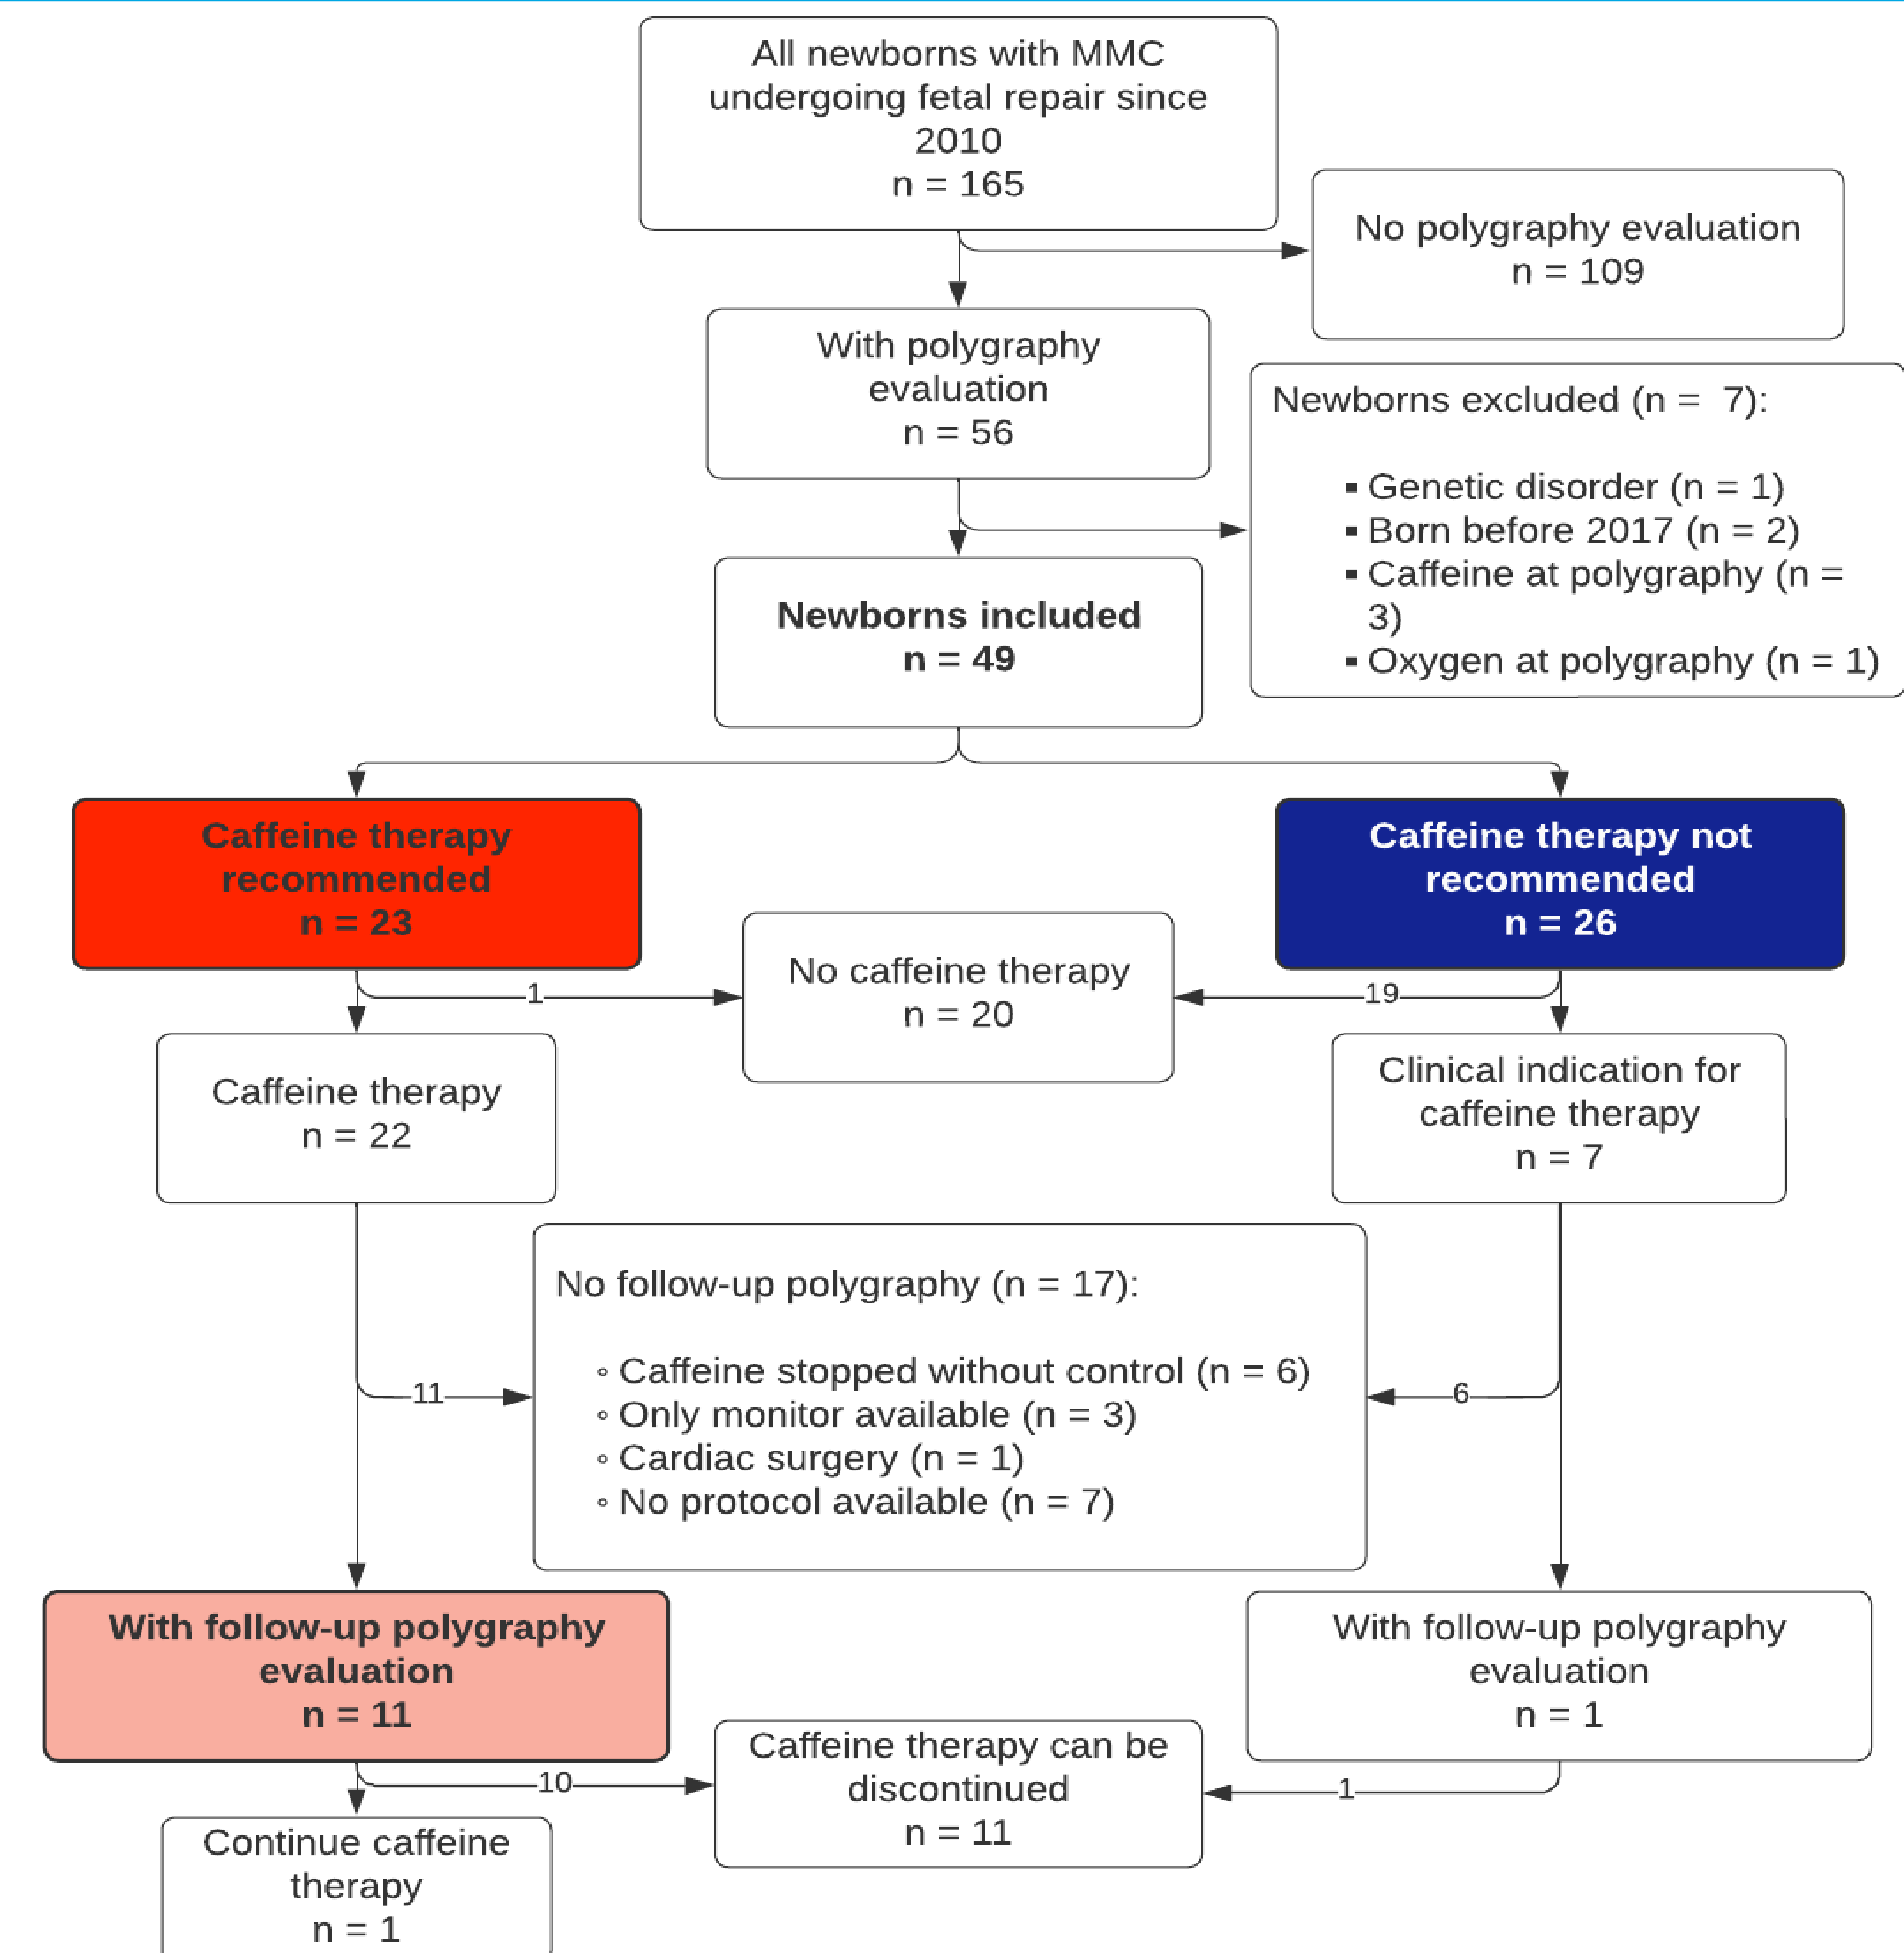 All newborns with MMC
undergoing fetal repair since
2010
n = 165
No polygraphy evaluation
n = 109
With polygraphy
evaluation
n = 56
Newborns excluded (n =  7):
▪ Genetic disorder (n = 1)
▪ Born before 2017 (n = 2)
▪ Caffeine at polygraphy (n =
3)
▪ Oxygen at polygraphy (n = 1)
Newborns included
n = 49
Caffeine therapy
recommended
n = 23
Caffeine therapy not
recommended
n = 26
No caffeine therapy
n = 20
1
19
Caffeine therapy
n = 22
Clinical indication for
caffeine therapy
n = 7
No follow-up polygraphy (n = 17):
◦ Caffeine stopped without control (n = 6)
◦ Only monitor available (n = 3)
◦ Cardiac surgery (n = 1)
◦ No protocol available (n = 7)
11
6
With follow-up polygraphy
evaluation
n = 11
With follow-up polygraphy
evaluation
n = 1
10
Caffeine therapy can be
discontinued
n = 11
1
Continue caffeine
therapy
n = 1